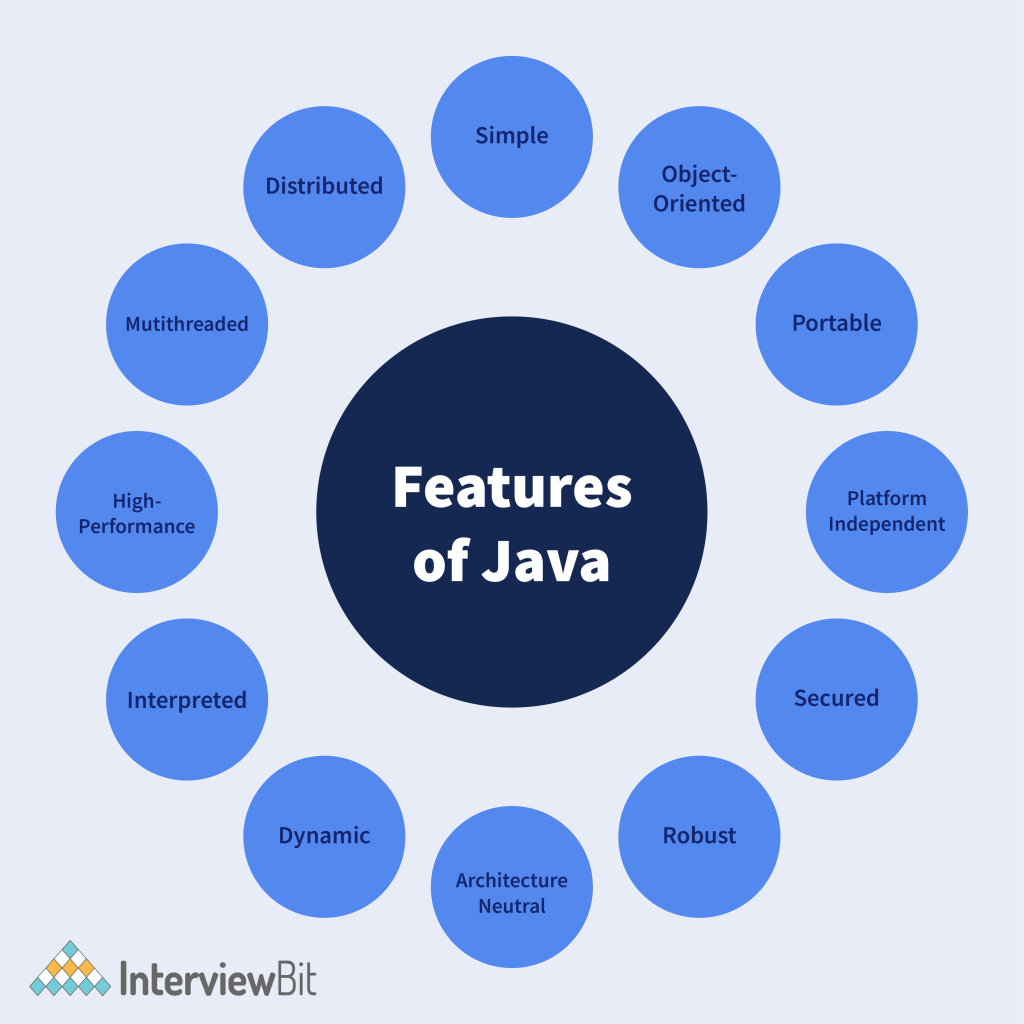 Simple
Object-
Oriented
Portable
Platform
Independent
Secured
Robust
Architecture
Neutral
Dynamic
Interpreted
High-
Performance
Mutithreaded
Distributed
Features
of Java
InterviewBit